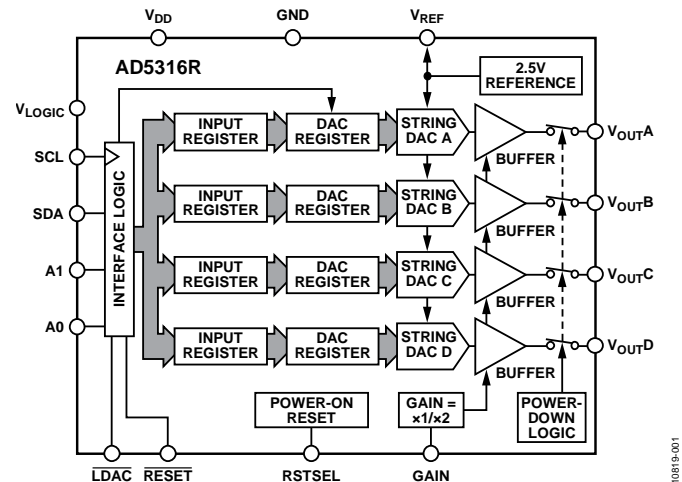 VDD
GND
VREF
AD5316R
2.5V
REFERENCE
VLOGIC
SCL
SDA
A1
A0
INTERFACE LOGIC
INPUT
REGISTER
DAC
REGISTER
STRING
DAC A
BUFFER
VOUTA
INPUT
REGISTER
DAC
REGISTER
STRING
DAC B
BUFFER
VOUTB
INPUT
REGISTER
DAC
REGISTER
STRING
DAC C
BUFFER
VOUTC
INPUT
REGISTER
DAC
REGISTER
STRING
DAC D
BUFFER
VOUTD
POWER-ON
RESET
GAIN =
×1/×2
POWER-
DOWN
LOGIC
LDAC
RESET
RSTSEL
GAIN
10819-001